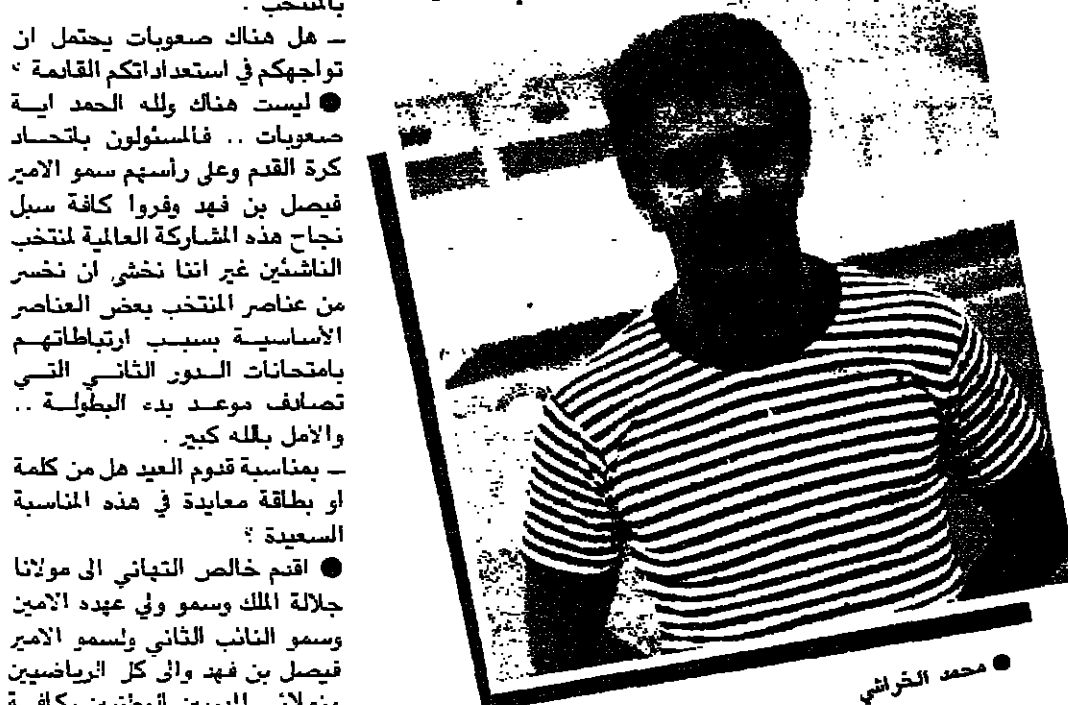 بالمنتخب .
ـ هل هناك صعوبات يحتمل ان
تواجهكم في استعداداتكم القادمة ؟
● ليست هناك ولله الحمد ايـة
صعوبات .. فالمسئولون باتحـاد
كرة القدم وعلى رأسهم سمو الامير
فيصل بن فهد وفروا كافة سبل
نجاح هذه المشاركة العالمية لمنتخب
الناشئين غير اننا نخشى ان نخسر
من عناصر المنتخب بعض العناصر
الأساسيـة بسبـب ارتباطاتهـم
بامتحانات الـدور الثانـي التـي
تصادف موعـد بدء البطولـة ..
والأمل بالله كبير .
ـ بمناسبة قدوم العيد هل من كلمة
او بطاقة معايدة في هذه المناسبة
السعيدة ؟
● اقدم خالص التهاني الى مولانا
جلالة الملك وسمو ولي عهده الامين
وسمو النائب الثاني ولسمو الامير
فيصل بن فهد والى كل الرياضيين
● محمد الخراشي